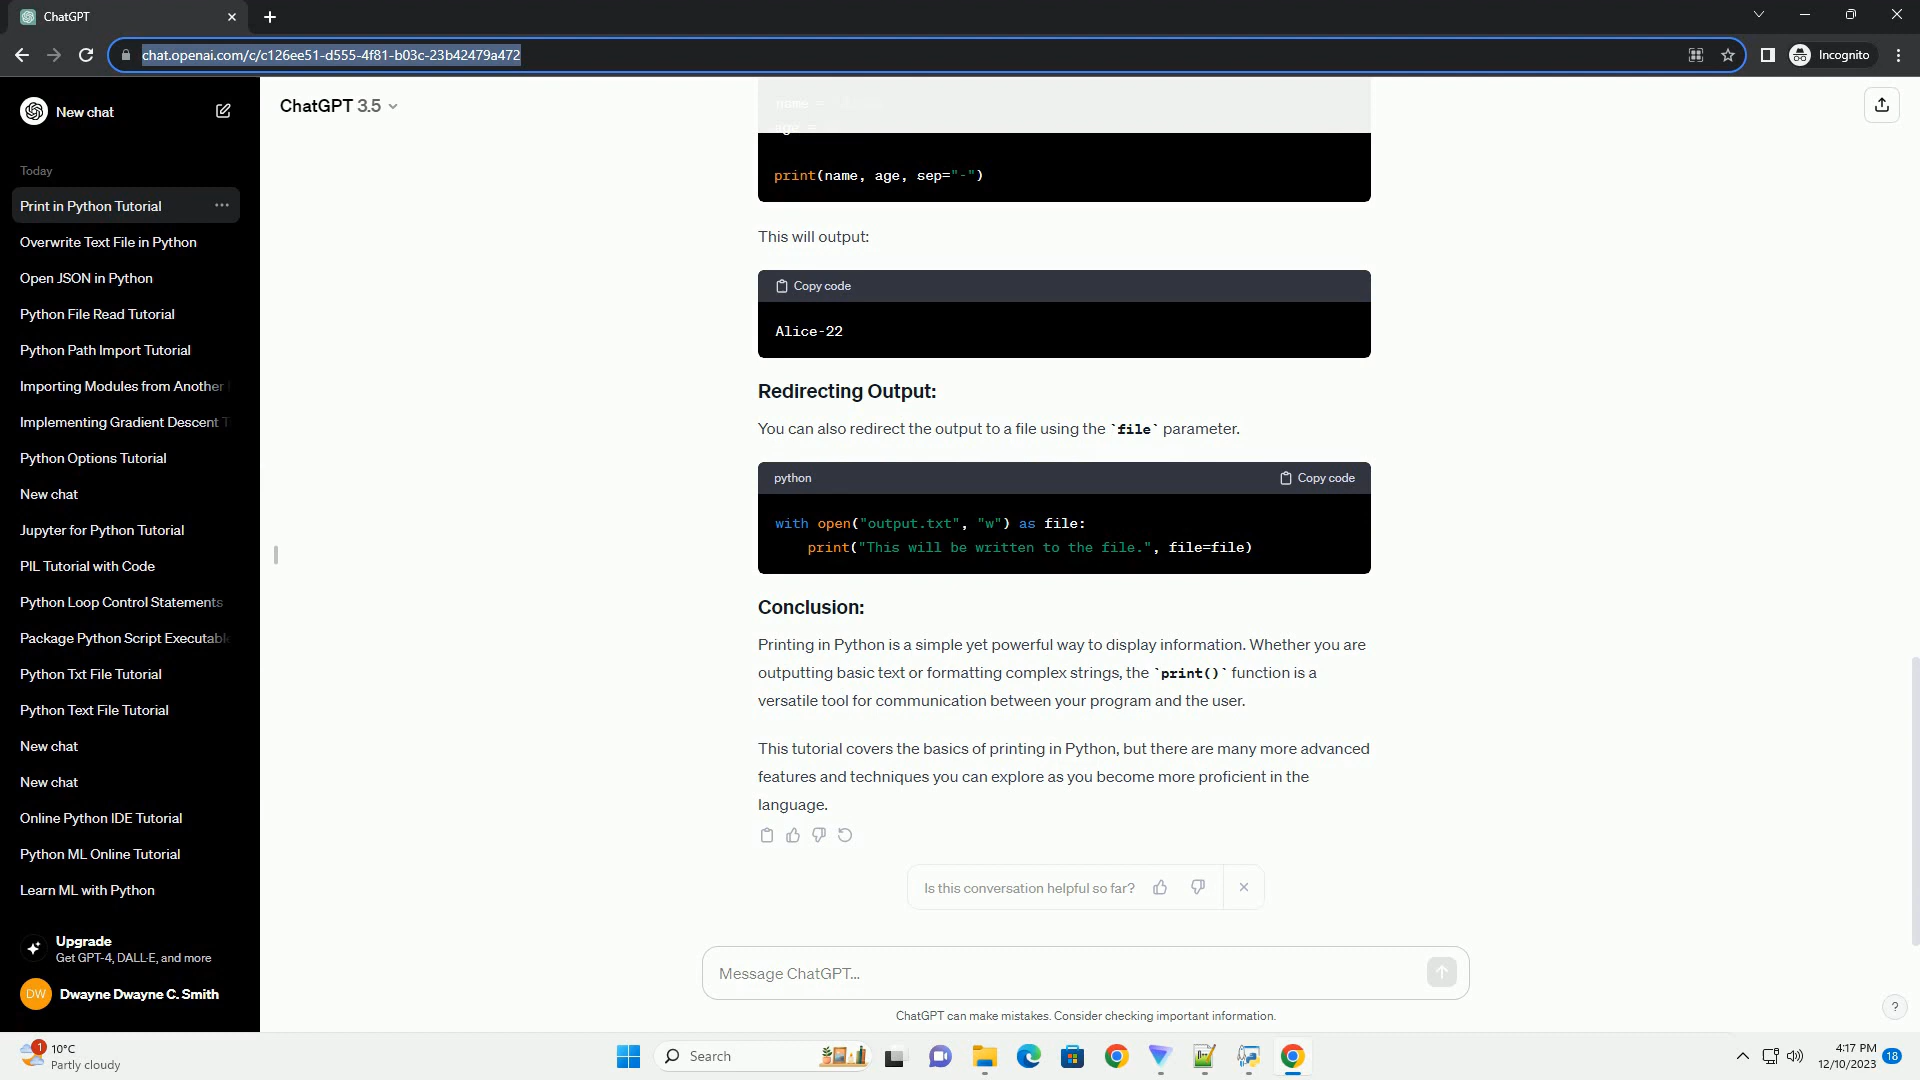 ChatGPT
chat.openai.com/c/c126ee51-d555-4f81-b03c-23b42479a472
Incognito
New chat
Today
Print in Python Tutorial
Overwrite Text File in Python
Open JSON in Python
Python File Read Tutorial
Python Path Import Tutorial
Importing Modules from Another
Implementing Gradient Descent T
Python Options Tutorial
New chat
Jupyter for Python Tutorial
PIL Tutorial with Code
Python Loop Control Statements
Package Python Script Executabl
Python Txt File Tutorial
Python Text File Tutorial
New chat
New chat
Online Python IDE Tutorial
Python ML Online Tutorial
Learn ML with Python
Upgrade
Get GPT-4, DALL·E, and more
DW
Dwayne Dwayne C. Smith
ChatGPT 3.5
name =
age =
print(name, age, sep="-")
This will output:
Copy code
Alice-22
Redirecting Output:
You can also redirect the output to a file using the `file` parameter.
python
Copy code
with open("output.txt", "w") as file:
print("This will be written to the file.", file=file)
Conclusion:
Printing in Python is a simple yet powerful way to display information. Whether you are
outputting basic text or formatting complex strings, the `print()` function is a
versatile tool for communication between your program and the user.
This tutorial covers the basics of printing in Python, but there are many more advanced
features and techniques you can explore as you become more proficient in the
language.
Is this conversation helpful so far?
Message ChatGPT...
ChatGPT can make mistakes. Consider checking important information.
?
1
10°C
Partly cloudy
Search
4:17 PM
12/10/2023
18